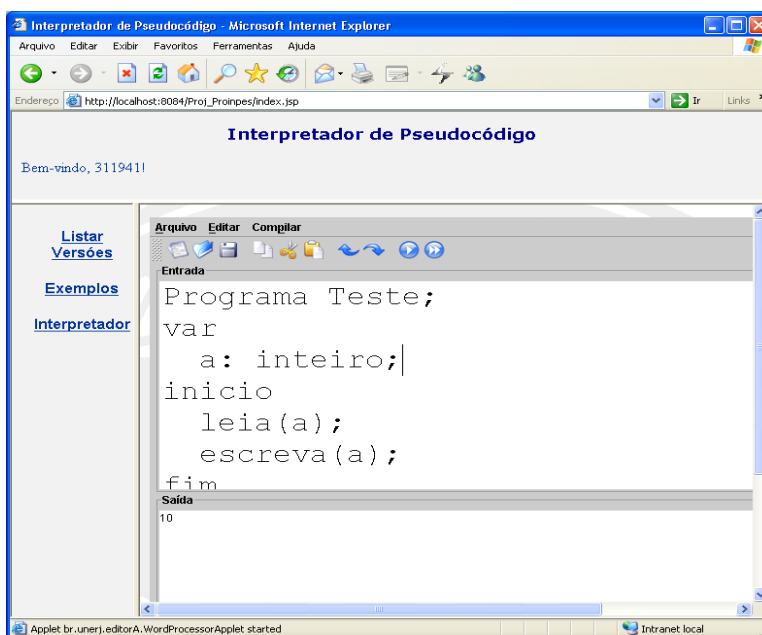 Interpretador de Pseudocódigo - Microsoft Internet Explorer
Arquivo Editar Exibir Favoritos Ferramentas Ajuda
Endereço http://localhost:8084/Proj_Proinpes/index.jsp Ir Links
Interpretador de Pseudocódigo
Bem-vindo, 311941!
Listar
Versões
Exemplos
Interpretador
Arquivo Editar Compilar
Entrada
Programa Teste;
var
a: inteiro;
inicio
leia(a);
escreva(a);
fim
Saída
10
Applet br.unerj.editorA.WordProcessorApplet started Intranet local